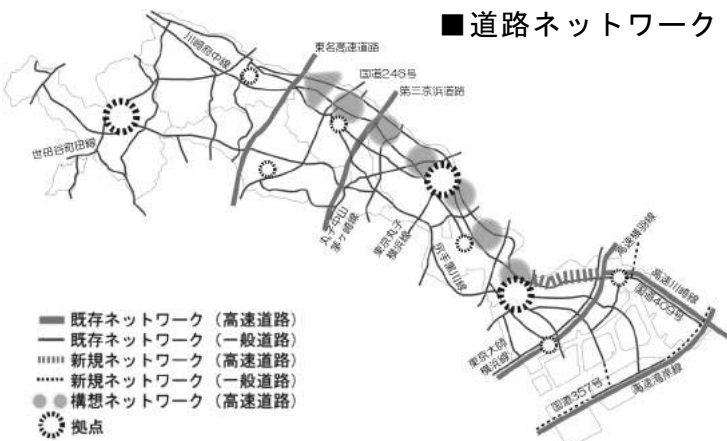 ■道路ネットワーク
川崎府中線
東名高速道路
国道246号
第三京浜道路
世田谷町田線
丸子中山
茅ヶ崎線
東京丸子
横浜線
尻手黒川線
高速横羽線
高速川崎線
国道409号
東京大師
横浜線
国道357号
高速湾岸線
既存ネットワーク（高速道路）
既存ネットワーク（一般道路）
新規ネットワーク（高速道路）
新規ネットワーク（一般道路）
構想ネットワーク（高速道路）
拠点